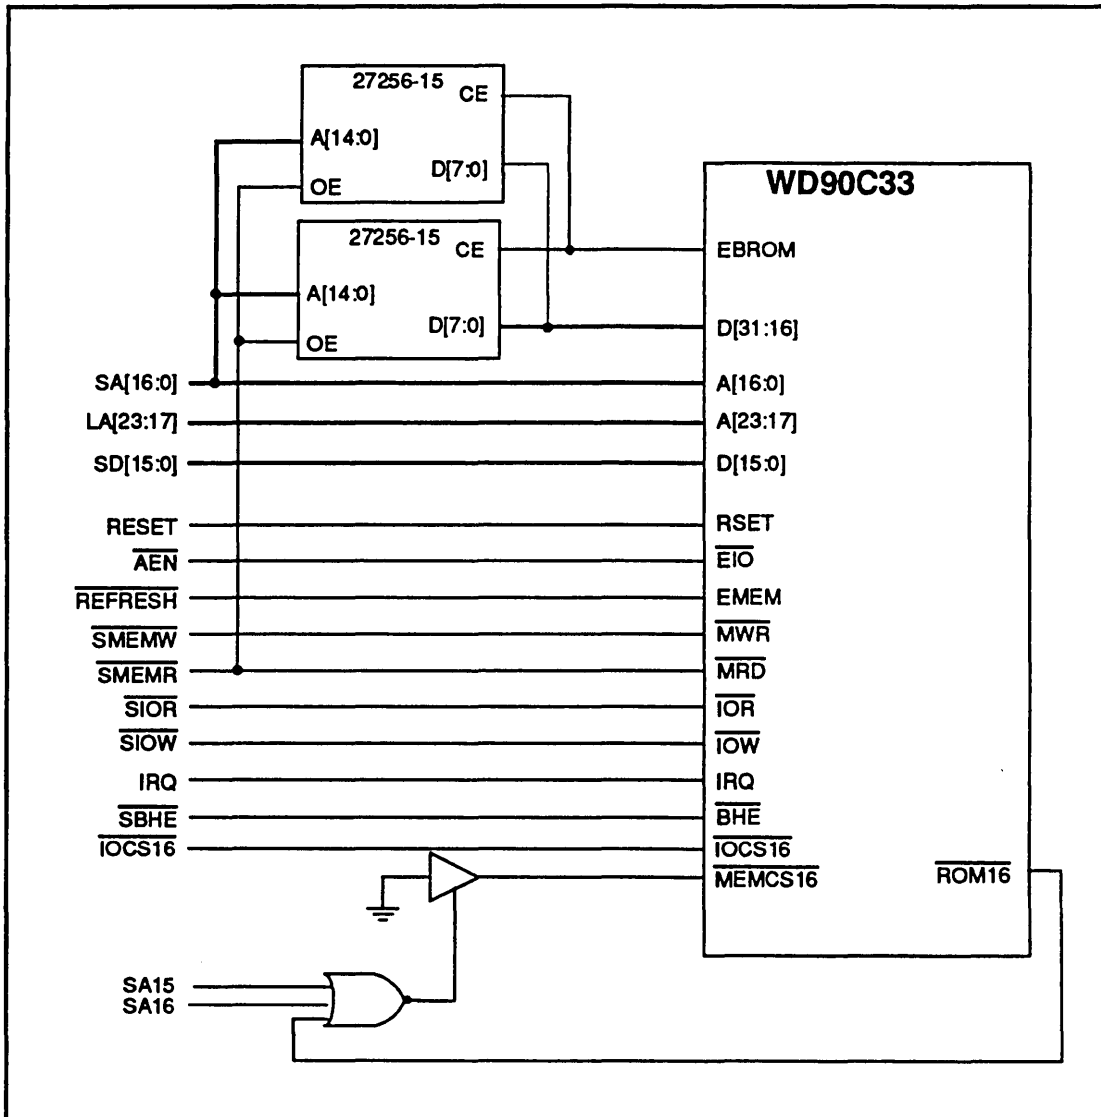 27256-15
CE
A[14:0]
D[7:0]
OE
WD90C33
27256-15
CE
EBROM
A[14:0]
D[7:0]
D[31:16]
OE
SA[16:0]
A[16:0]
LA[23:17]
A[23:17]
SD[15:0]
D[15:0]
RESET
RSET
AEN
EIO
REFRESH
EMEM
SMEMW
MWR
SMEMR
MRD
SIOR
IOR
SIOW
IOW
IRQ
IRQ
SBHE
BHE
IOCS16
IOCS16
MEMCS16
ROM16
SA15
SA16